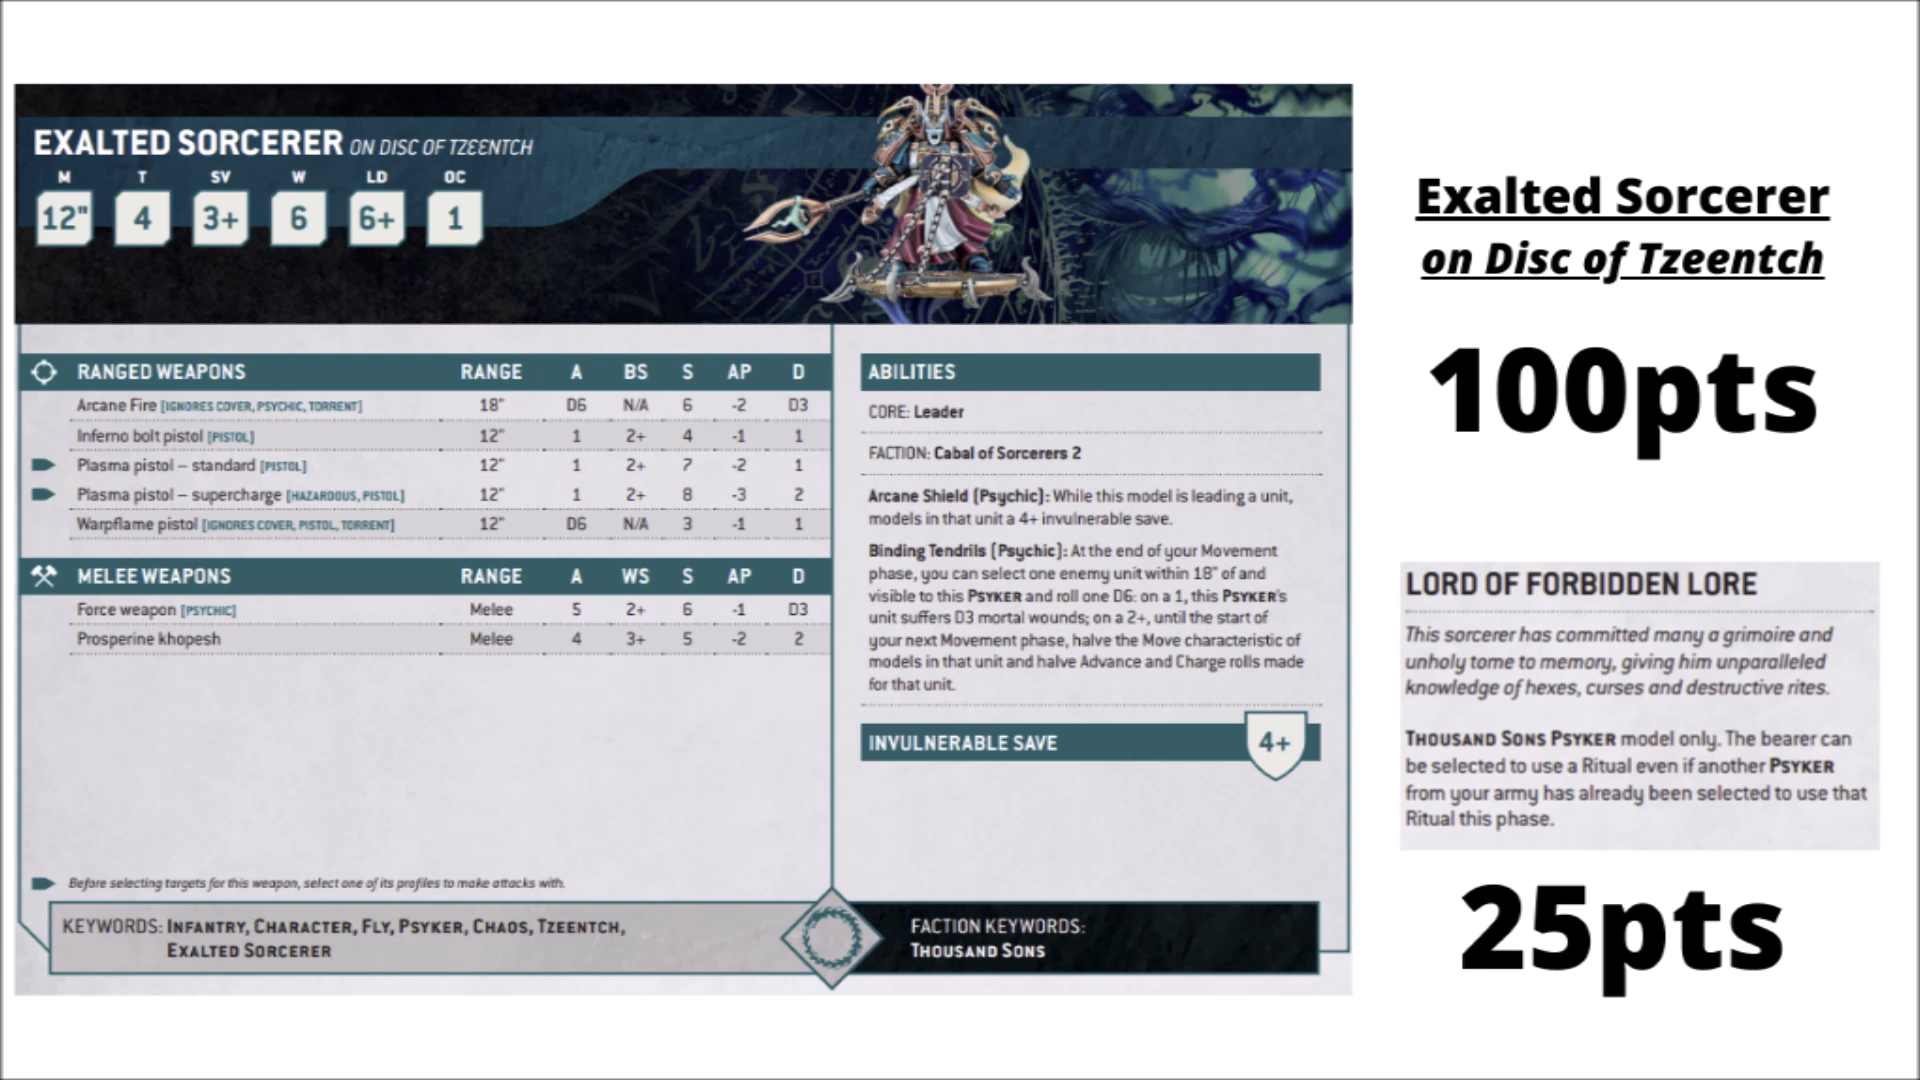 EXALTED SORCERER ON DISC OF TZEENTCH
M T SV W LD OC
12" 4 3+ 6 6+ 1
RANGED WEAPONS RANGE A BS S AP D
Arcane Fire [IGNORES COVER, PSYCHIC, TORRENT] 18" D6 N/A 6 -2 D3
Inferno bolt pistol [PISTOL] 12" 1 2+ 4 -1 1
Plasma pistol – standard [PISTOL] 12" 1 2+ 7 -2 1
Plasma pistol – supercharge [HAZARDOUS, PISTOL] 12" 1 2+ 8 -3 2
Warpflame pistol [IGNORES COVER, PISTOL, TORRENT] 12" D6 N/A 3 -1 1
MELEE WEAPONS RANGE A WS S AP D
Force weapon [PSYCHIC] Melee 5 2+ 6 -1 D3
Prosperine khopesh Melee 4 3+ 5 -2 2
Before selecting targets for this weapon, select one of its profiles to make attacks with.
KEYWORDS: INFANTRY, CHARACTER, FLY, PSYKER, CHAOS, TZEENTCH,
EXALTED SORCERER
ABILITIES
CORE: Leader
FACTION: Cabal of Sorcerers 2
Arcane Shield (Psychic): While this model is leading a unit,
models in that unit a 4+ invulnerable save.
Binding Tendrils (Psychic): At the end of your Movement
phase, you can select one enemy unit within 18" of and
visible to this PSYKER and roll one D6: on a 1, this PSYKER's
unit suffers D3 mortal wounds; on a 2+, until the start of
your next Movement phase, halve the Move characteristic of
models in that unit and halve Advance and Charge rolls made
for that unit.
INVULNERABLE SAVE 4+
FACTION KEYWORDS:
THOUSAND SONS
Exalted Sorcerer
on Disc of Tzeentch
100pts
LORD OF FORBIDDEN LORE
This sorcerer has committed many a grimoire and
unholy tome to memory, giving him unparalleled
knowledge of hexes, curses and destructive rites.
THOUSAND SONS PSYKER model only. The bearer can
be selected to use a Ritual even if another PSYKER
from your army has already been selected to use that
Ritual this phase.
25pts